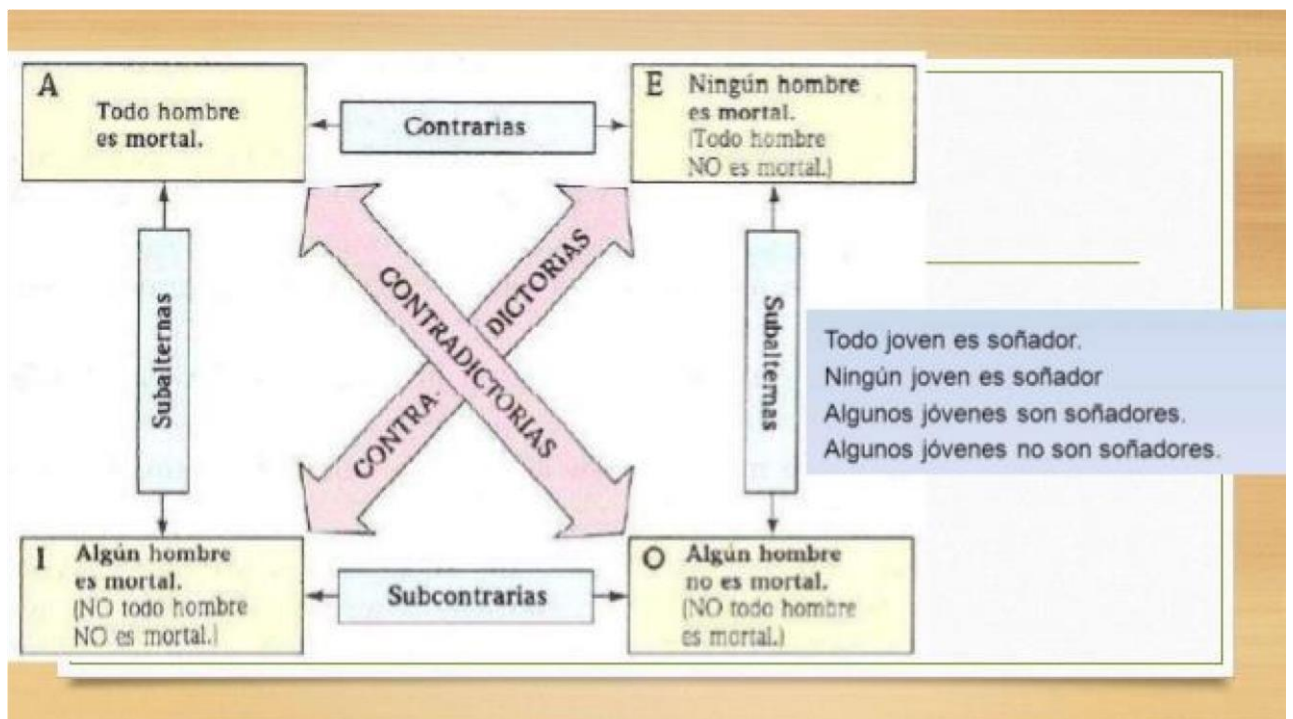 A
Todo hombre
es mortal.
Contrarias
E
Ningún hombre
es mortal.
(Todo hombre
NO es mortal.)
Subalternas
CONTRADICTORIAS
CONTRA-
DICTORIAS
Subalternas
Todo joven es soñador.
Ningún joven es soñador
Algunos jóvenes son soñadores.
Algunos jóvenes no son soñadores.
I
Algún hombre
es mortal.
(NO todo hombre
NO es mortal.)
Subcontrarias
O
Algún hombre
no es mortal.
(NO todo hombre
es mortal.)